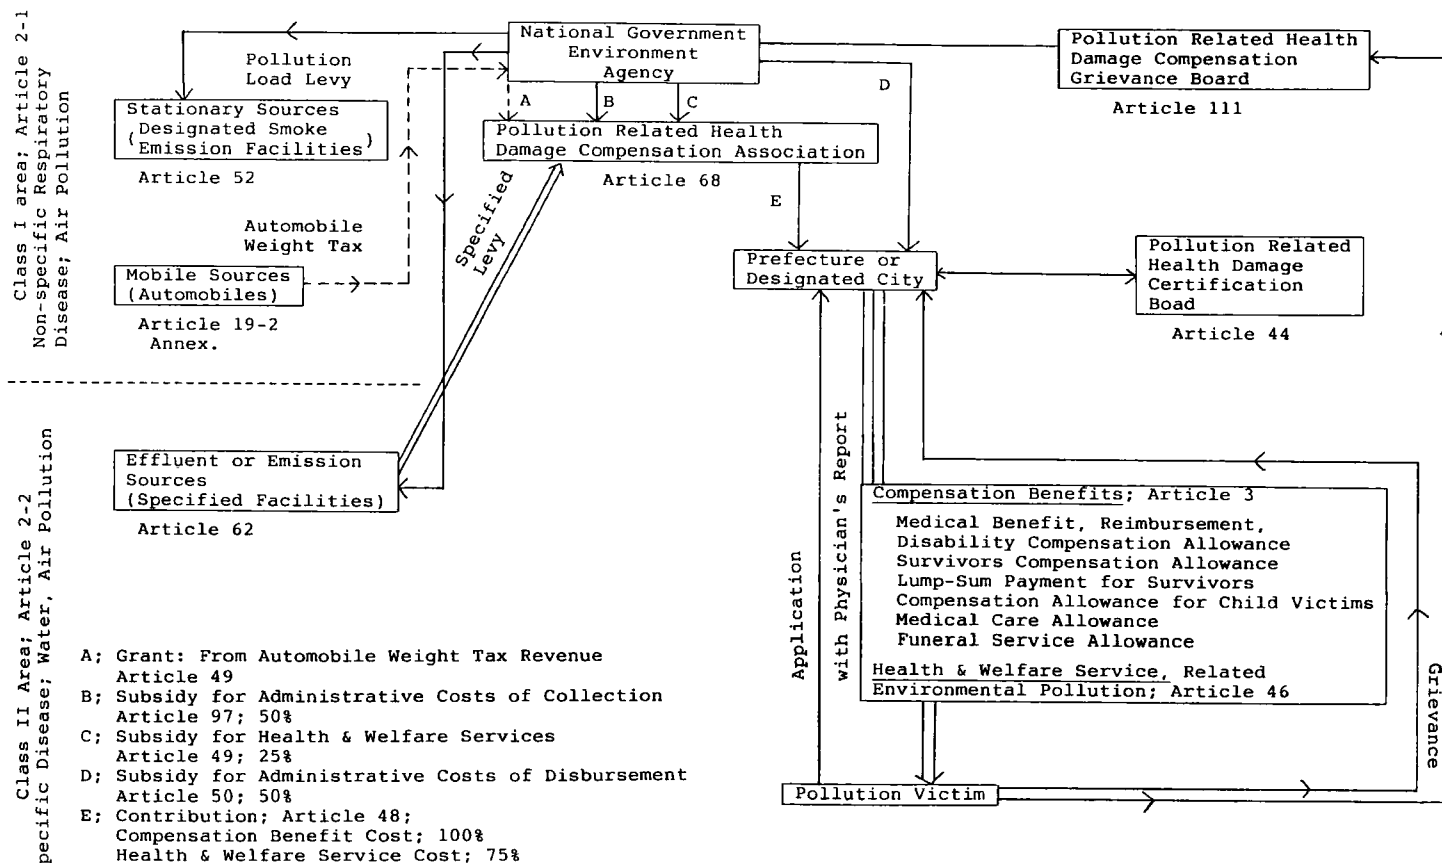 Class I area; Article 2-1
Non-specific Respiratory
Disease; Air Pollution
Pollution
Load Levy
Stationary Sources
(Designated Smoke
Emission Facilities)
Article 52
Automobile
Weight Tax
Mobile Sources
(Automobiles)
Article 19-2
Annex.
National Government
Environment
Agency
A
B
C
D
Pollution Related Health
Damage Compensation Association
Article 68
E
Specified
Levy
Pollution Related Health
Damage Compensation
Grievance Board
Article 111
Prefecture or
Designated City
Pollution Related
Health Damage
Certification
Boad
Article 44
Class II Area; Article 2-2
pecific Disease; Water, Air Pollution
Effluent or Emission
Sources
(Specified Facilities)
Article 62
Application
with Physician's Report
Compensation Benefits; Article 3
Medical Benefit, Reimbursement,
Disability Compensation Allowance
Survivors Compensation Allowance
Lump-Sum Payment for Survivors
Compensation Allowance for Child Victims
Medical Care Allowance
Funeral Service Allowance
Health & Welfare Service, Related
Environmental Pollution; Article 46
Grievance
Pollution Victim
A; Grant: From Automobile Weight Tax Revenue
Article 49
B; Subsidy for Administrative Costs of Collection
Article 97; 50%
C; Subsidy for Health & Welfare Services
Article 49; 25%
D; Subsidy for Administrative Costs of Disbursement
Article 50; 50%
E; Contribution; Article 48;
Compensation Benefit Cost; 100%
Health & Welfare Service Cost; 75%